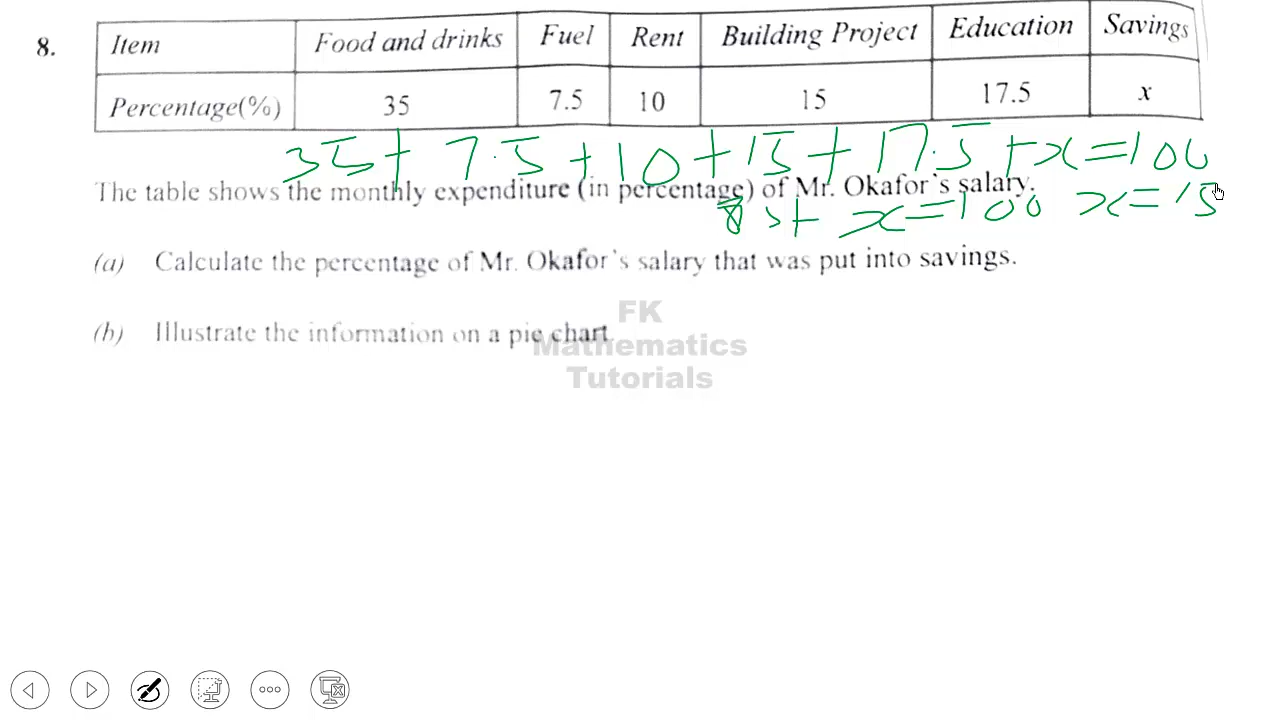 8. Item Food and drinks Fuel Rent Building Project Education Savings
Percentage(%) 35 7.5 10 15 17.5 x
35+ 7.5 +10 +15 + 17.5 +x=100
The table shows the monthly expenditure (in percentage) of Mr. Okafor's salary.
85+ x=100 x=15
(a) Calculate the percentage of Mr. Okafor's salary that was put into savings.
FK
(b) Illustrate the information on a pie chart
Mathematics
Tutorials